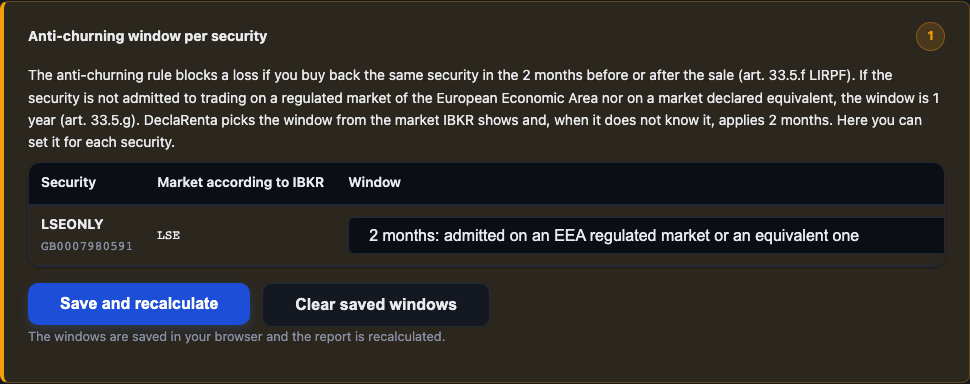 Anti-churning window per security
1
The anti-churning rule blocks a loss if you buy back the same security in the 2 months before or after the sale (art. 33.5.f LIRPF). If the
security is not admitted to trading on a regulated market of the European Economic Area nor on a market declared equivalent, the window is 1
year (art. 33.5.g). DeclaRenta picks the window from the market IBKR shows and, when it does not know it, applies 2 months. Here you can
set it for each security.
Security Market according to IBKR Window
LSEONLY
GB0007980591
LSE
2 months: admitted on an EEA regulated market or an equivalent one
Save and recalculate Clear saved windows
The windows are saved in your browser and the report is recalculated.